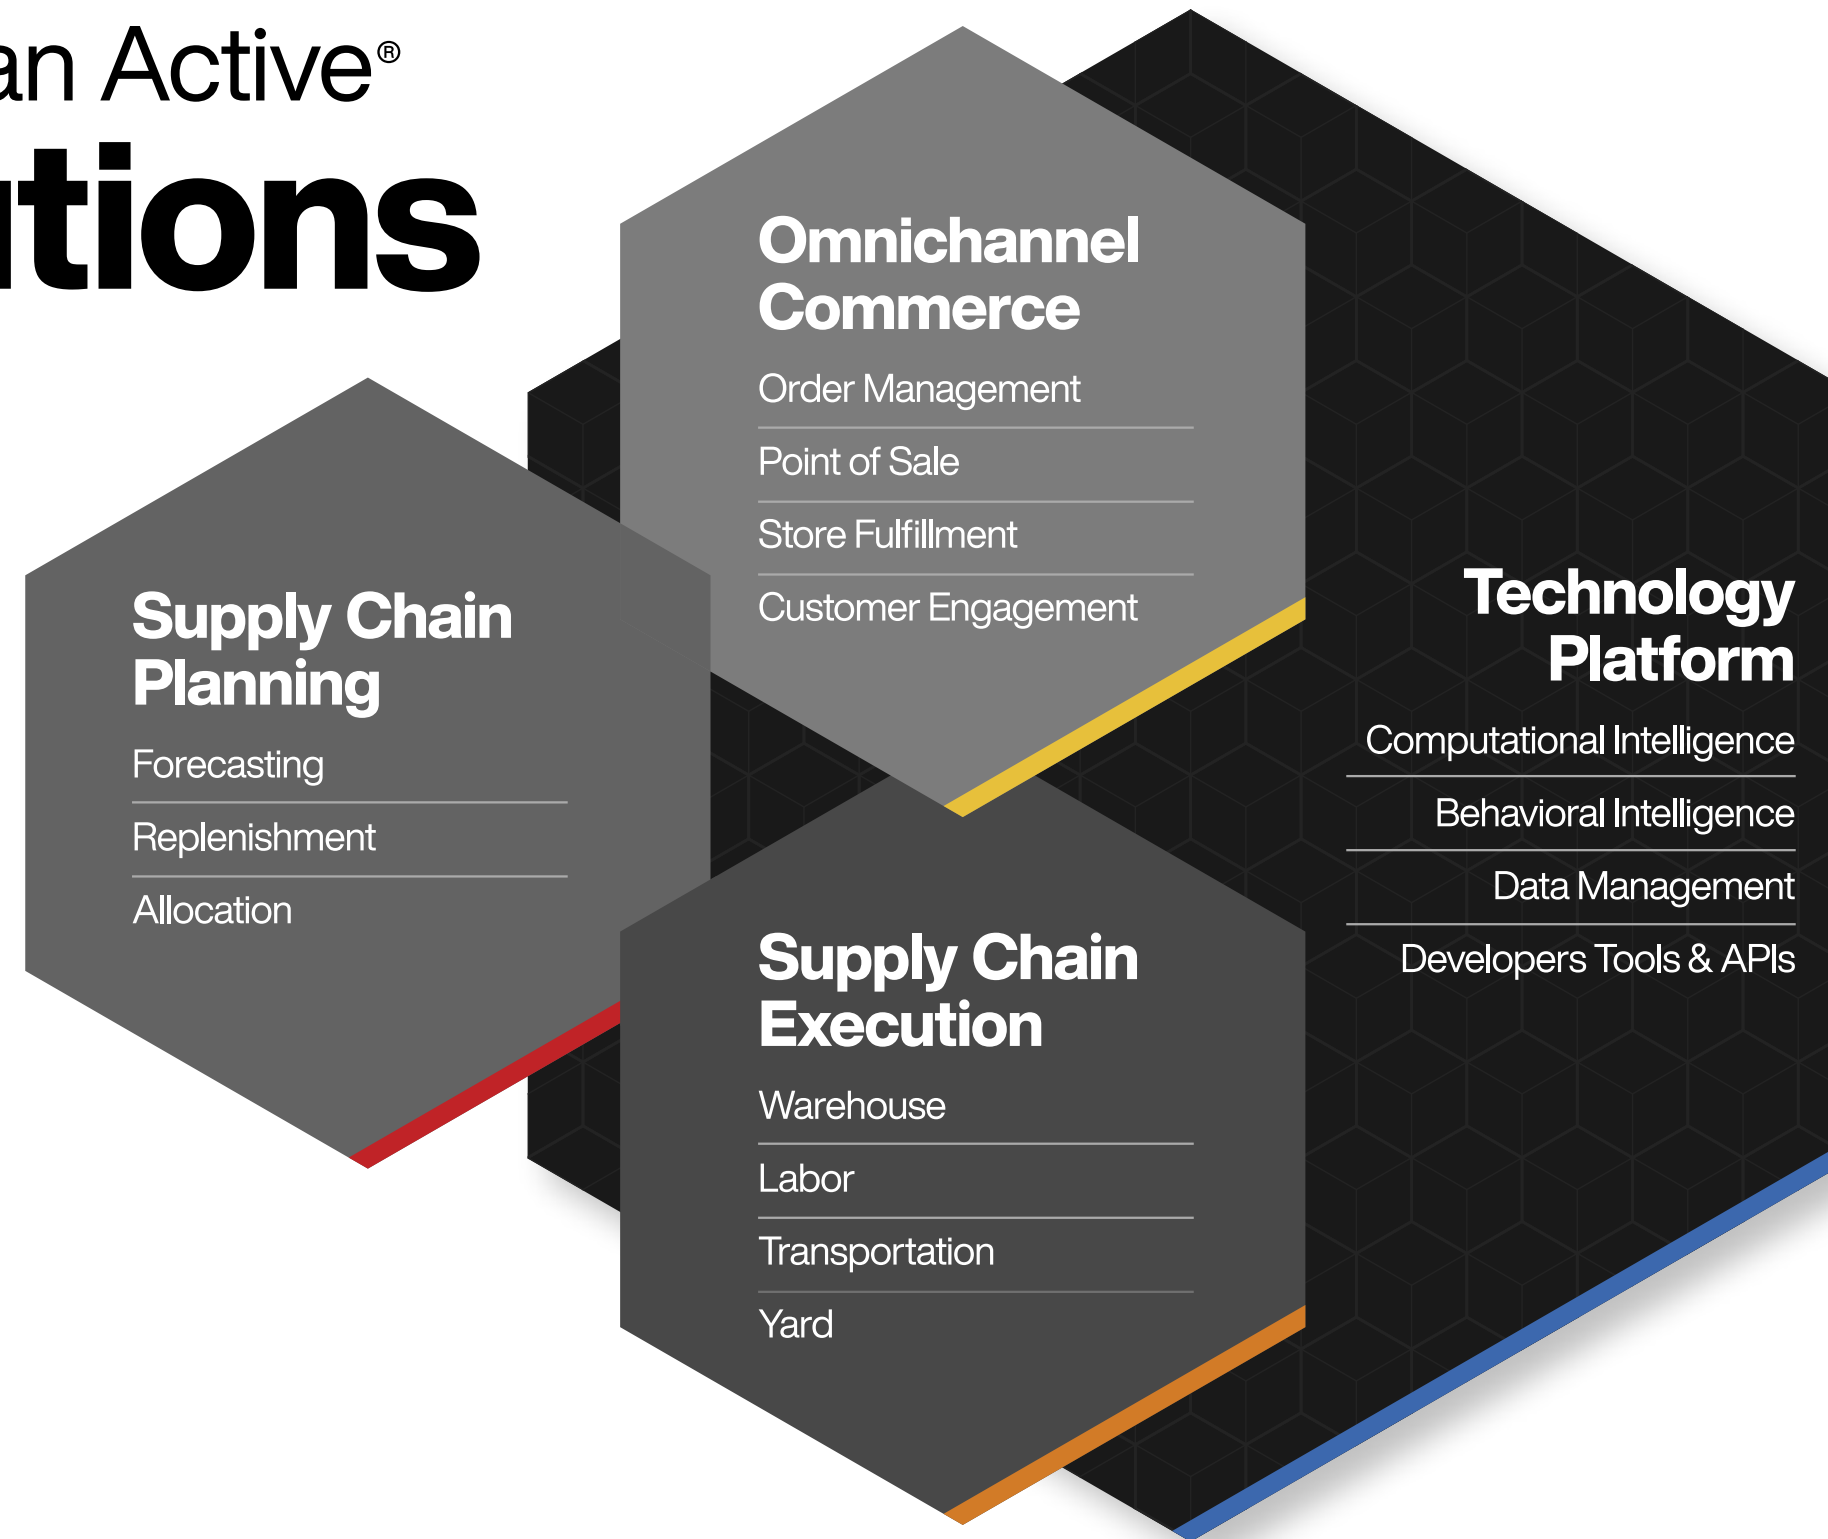 an Active®
utions
Omnichannel
Commerce
Order Management
Point of Sale
Store Fulfillment
Customer Engagement
Supply Chain
Planning
Forecasting
Replenishment
Allocation
Supply Chain
Execution
Warehouse
Labor
Transportation
Yard
Technology
Platform
Computational Intelligence
Behavioral Intelligence
Data Management
Developers Tools & APIs